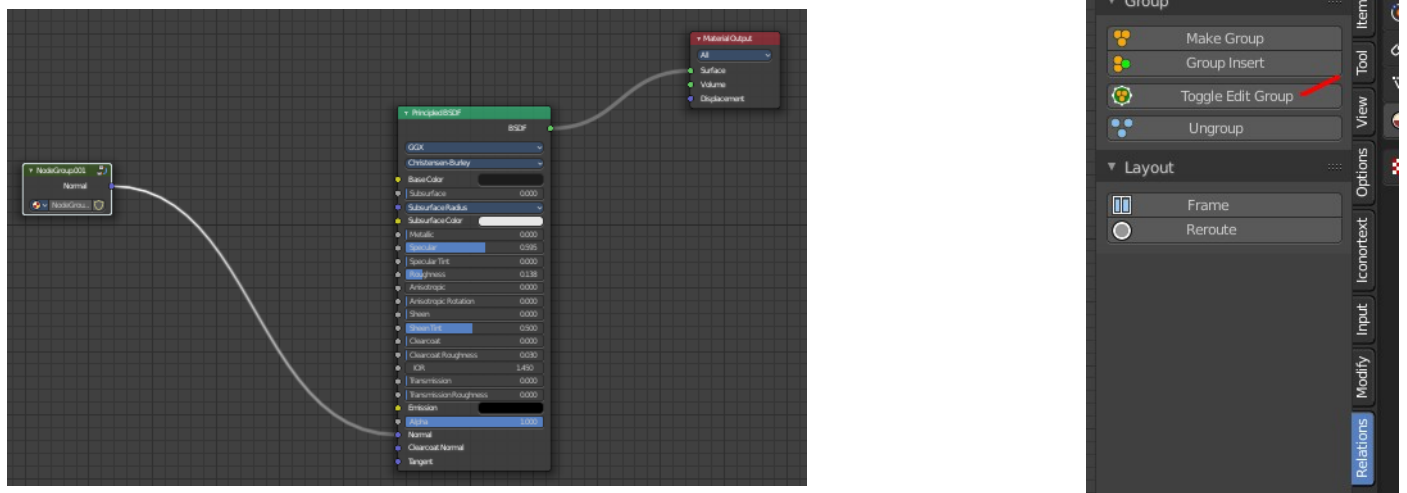 Material Output
All
Surface
Volume
Displacement
Principled BSDF
BSDF
GGX
Christensen-Burley
Base Color
Subsurface 0.000
Subsurface Radius
Subsurface Color
Metallic 0.000
Specular 0.595
Specular Tint 0.000
Roughness 0.138
Anisotropic 0.000
Anisotropic Rotation 0.000
Sheen 0.000
Sheen Tint 0.500
Clearcoat 0.000
Clearcoat Roughness 0.030
IOR 1.450
Transmission 0.000
Transmission Roughness 0.000
Emission
Alpha 1.000
Normal
Clearcoat Normal
Tangent
NodeGroup.001
Normal
NodeGrou..
Group
Make Group
Group Insert
Toggle Edit Group
Ungroup
Layout
Frame
Reroute
Item
Tool
View
Options
Iconortext
Input
Modify
Relations